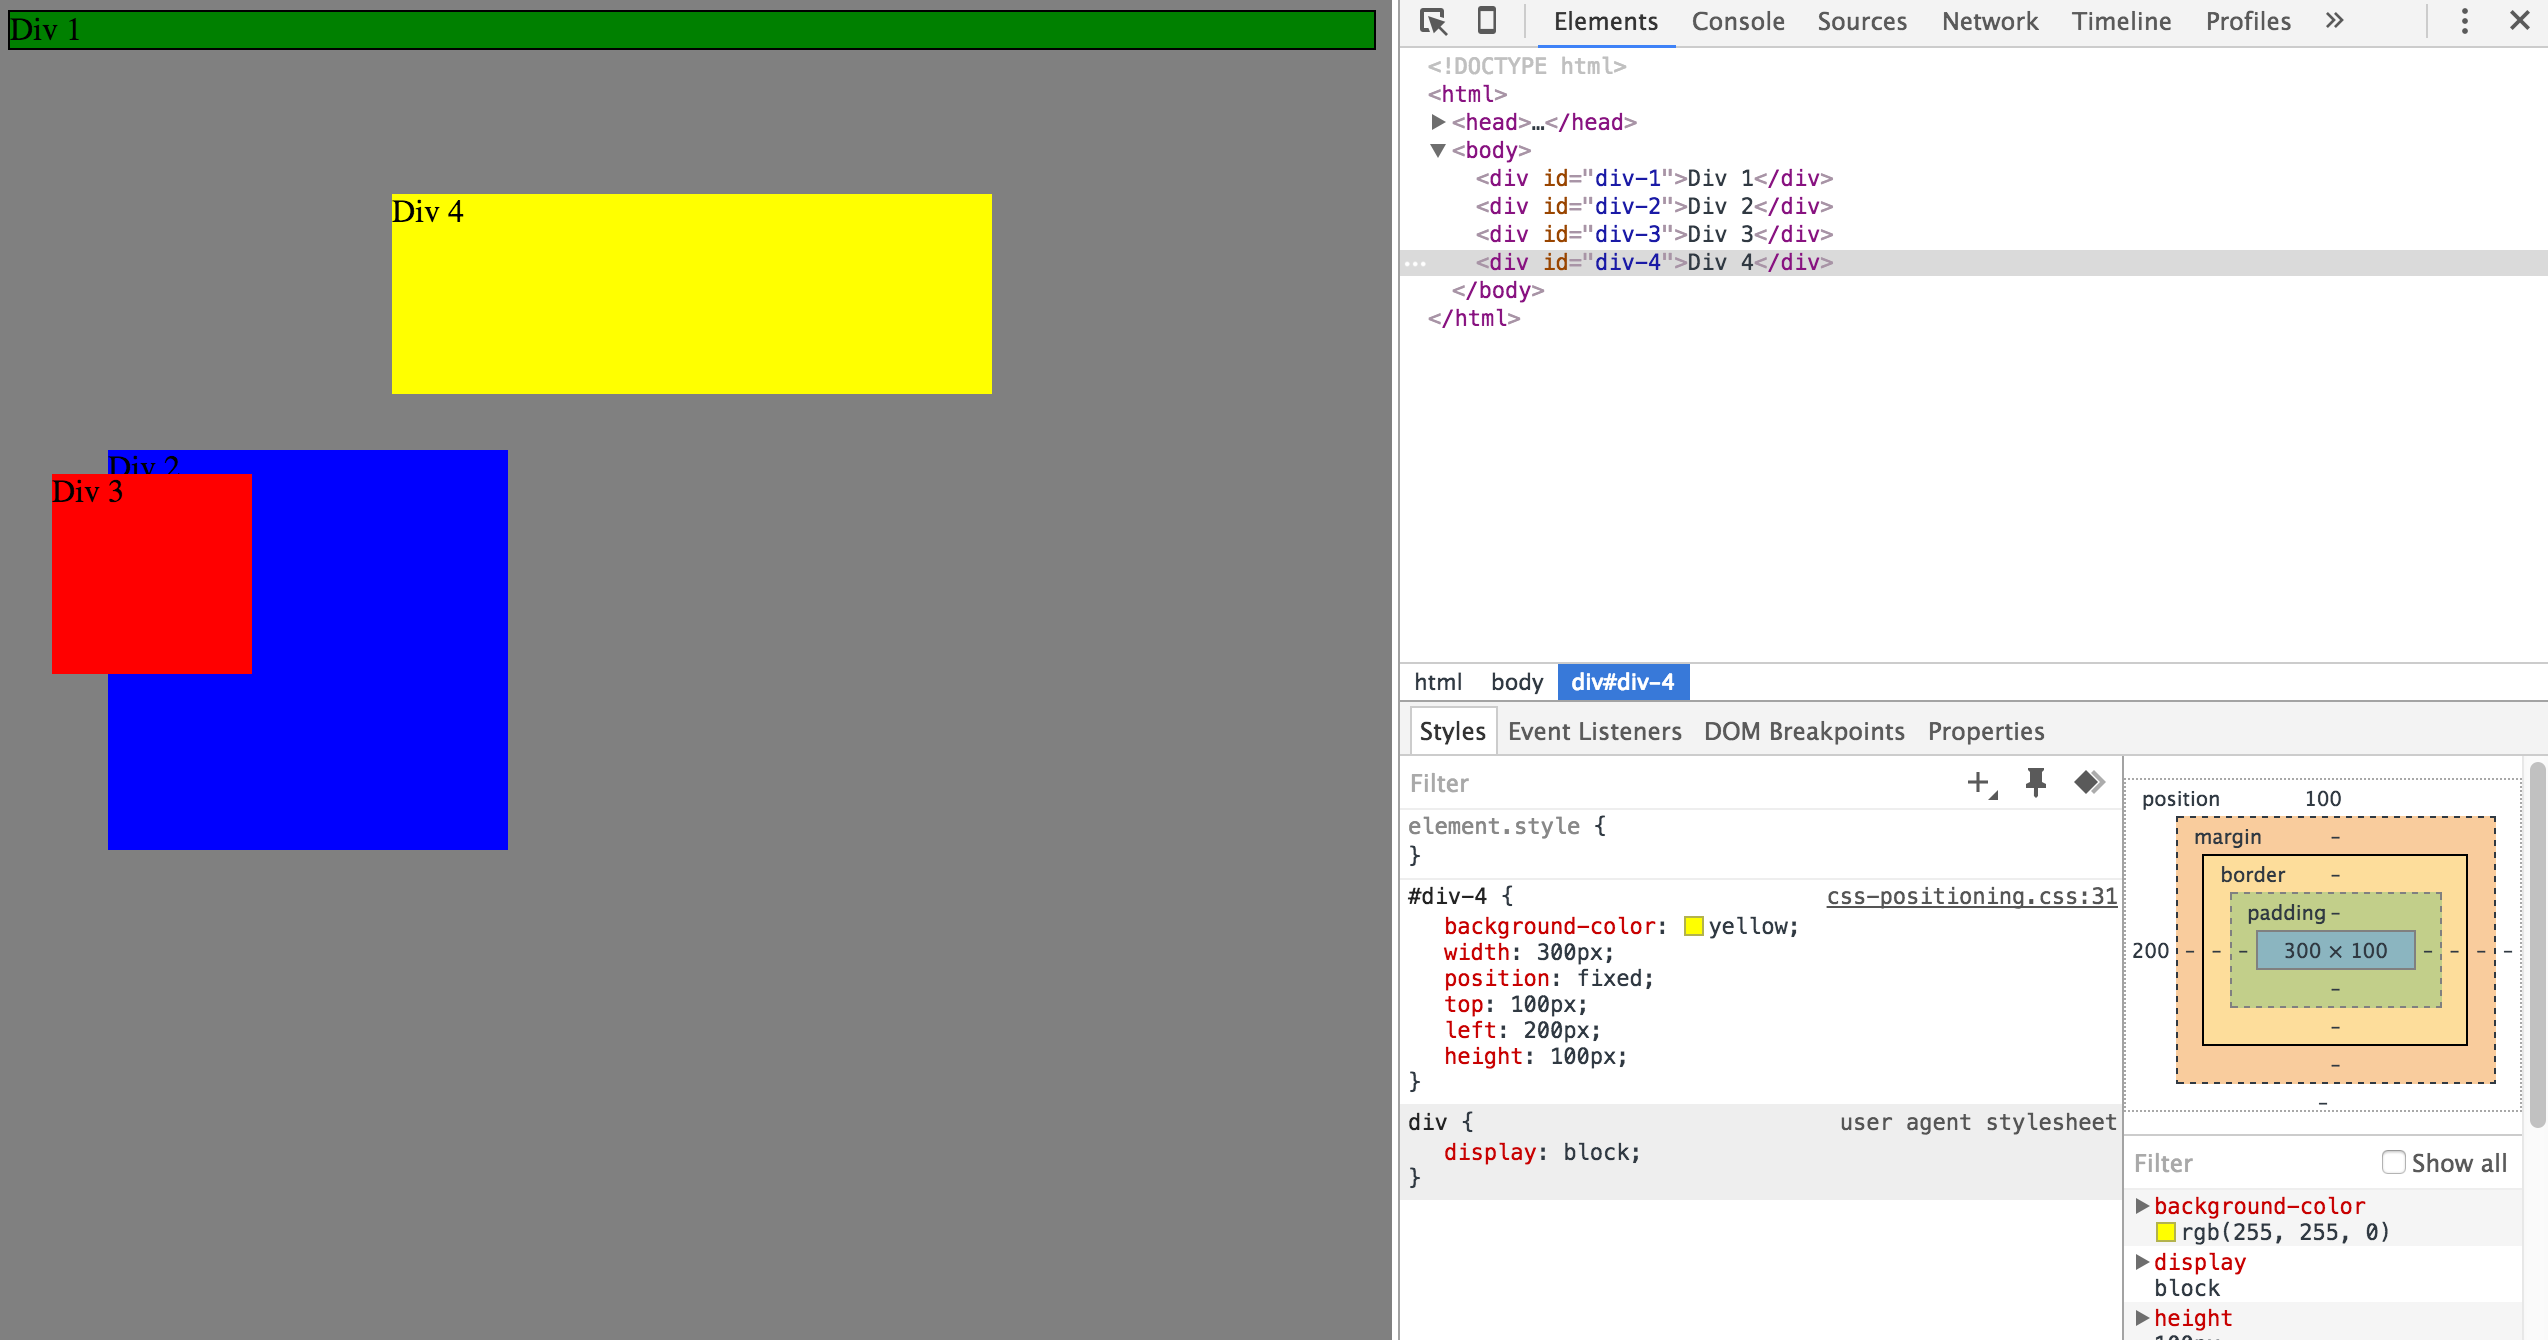 Div 1
Div 4
Div 2
Div 3
Elements Console Sources Network Timeline Profiles »
<!DOCTYPE html>
<html>
<head>…</head>
<body>
<div id="div-1">Div 1</div>
<div id="div-2">Div 2</div>
<div id="div-3">Div 3</div>
<div id="div-4">Div 4</div>
</body>
</html>
html body div#div-4
Styles Event Listeners DOM Breakpoints Properties
Filter
element.style {
}
#div-4 { css-positioning.css:31
background-color: yellow;
width: 300px;
position: fixed;
top: 100px;
left: 200px;
height: 100px;
}
div { user agent stylesheet
display: block;
}
position 100
margin –
border –
padding –
200 – – – 300 × 100 – – – –
–
–
–
–
Filter Show all
background-color
rgb(255, 255, 0)
display
block
height
100px